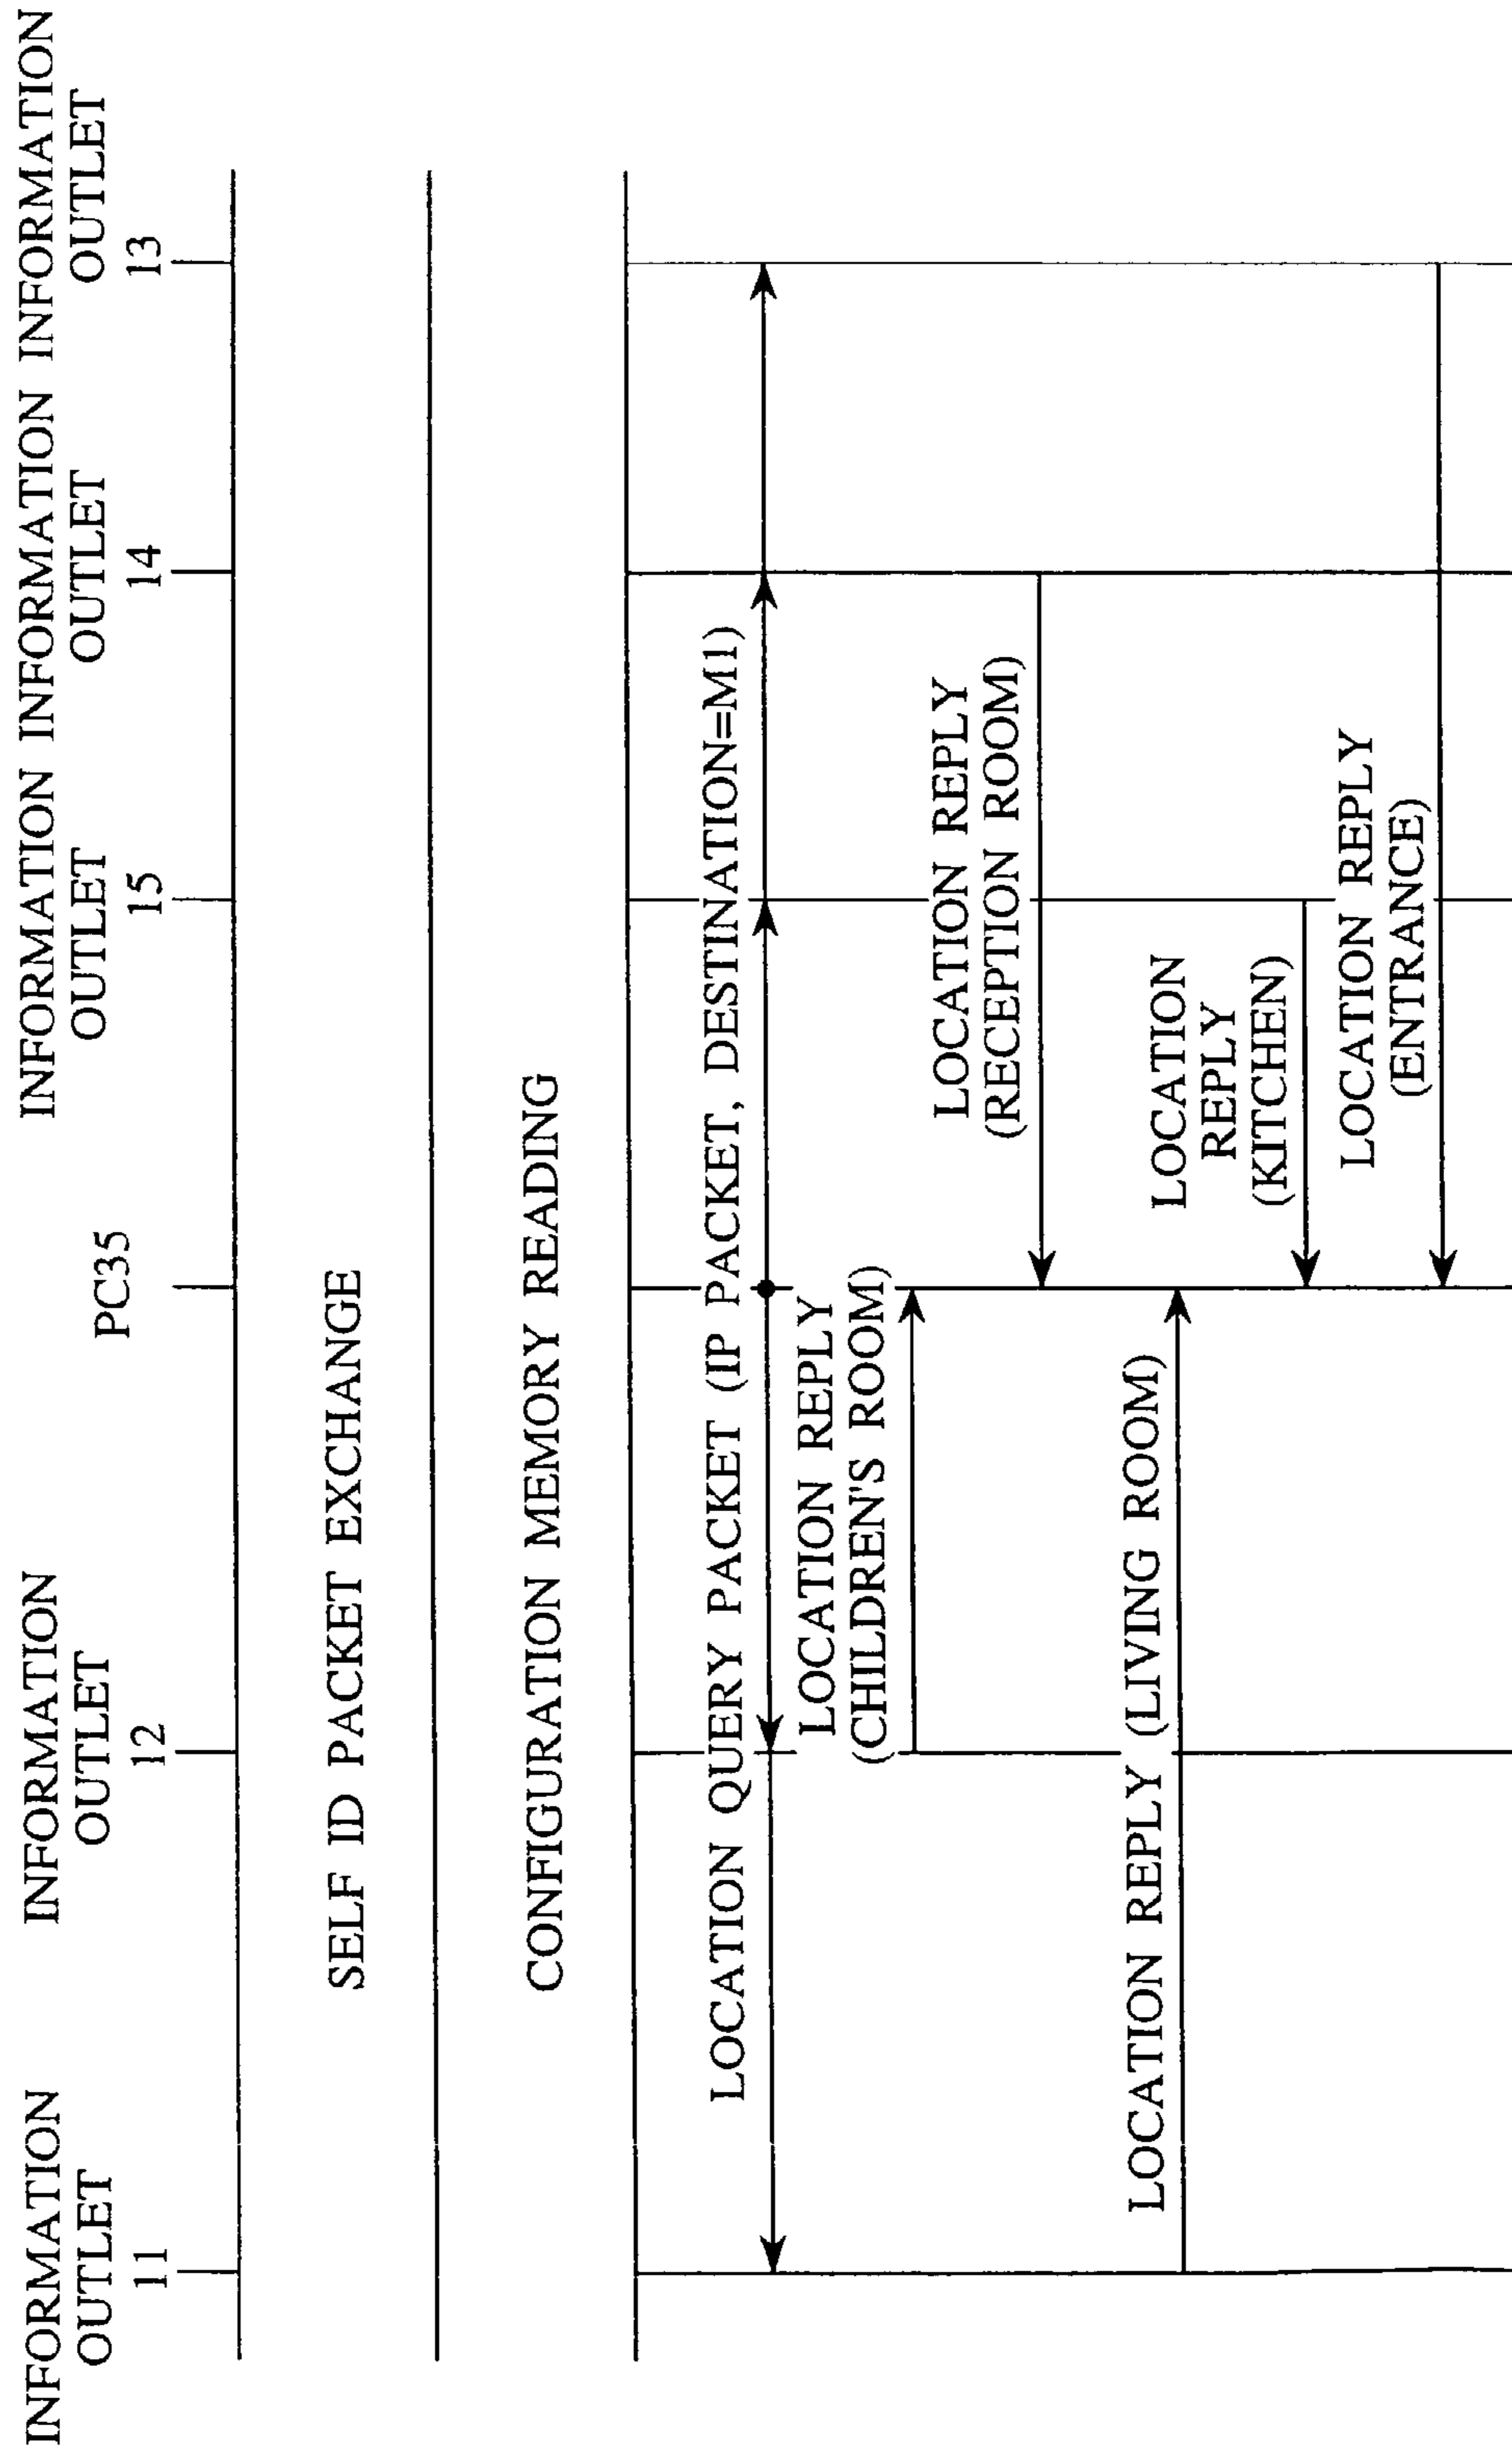 INFORMATION
OUTLET
11
INFORMATION
OUTLET
12
PC35
INFORMATION
OUTLET
15
INFORMATION
OUTLET
14
INFORMATION
OUTLET
13
SELF ID PACKET EXCHANGE
CONFIGURATION MEMORY READING
LOCATION QUERY PACKET (IP PACKET, DESTINATION=M1)
LOCATION REPLY
(CHILDREN'S ROOM)
LOCATION REPLY
(RECEPTION ROOM)
LOCATION REPLY (LIVING ROOM)
LOCATION
REPLY
(KITCHEN)
LOCATION REPLY
(ENTRANCE)